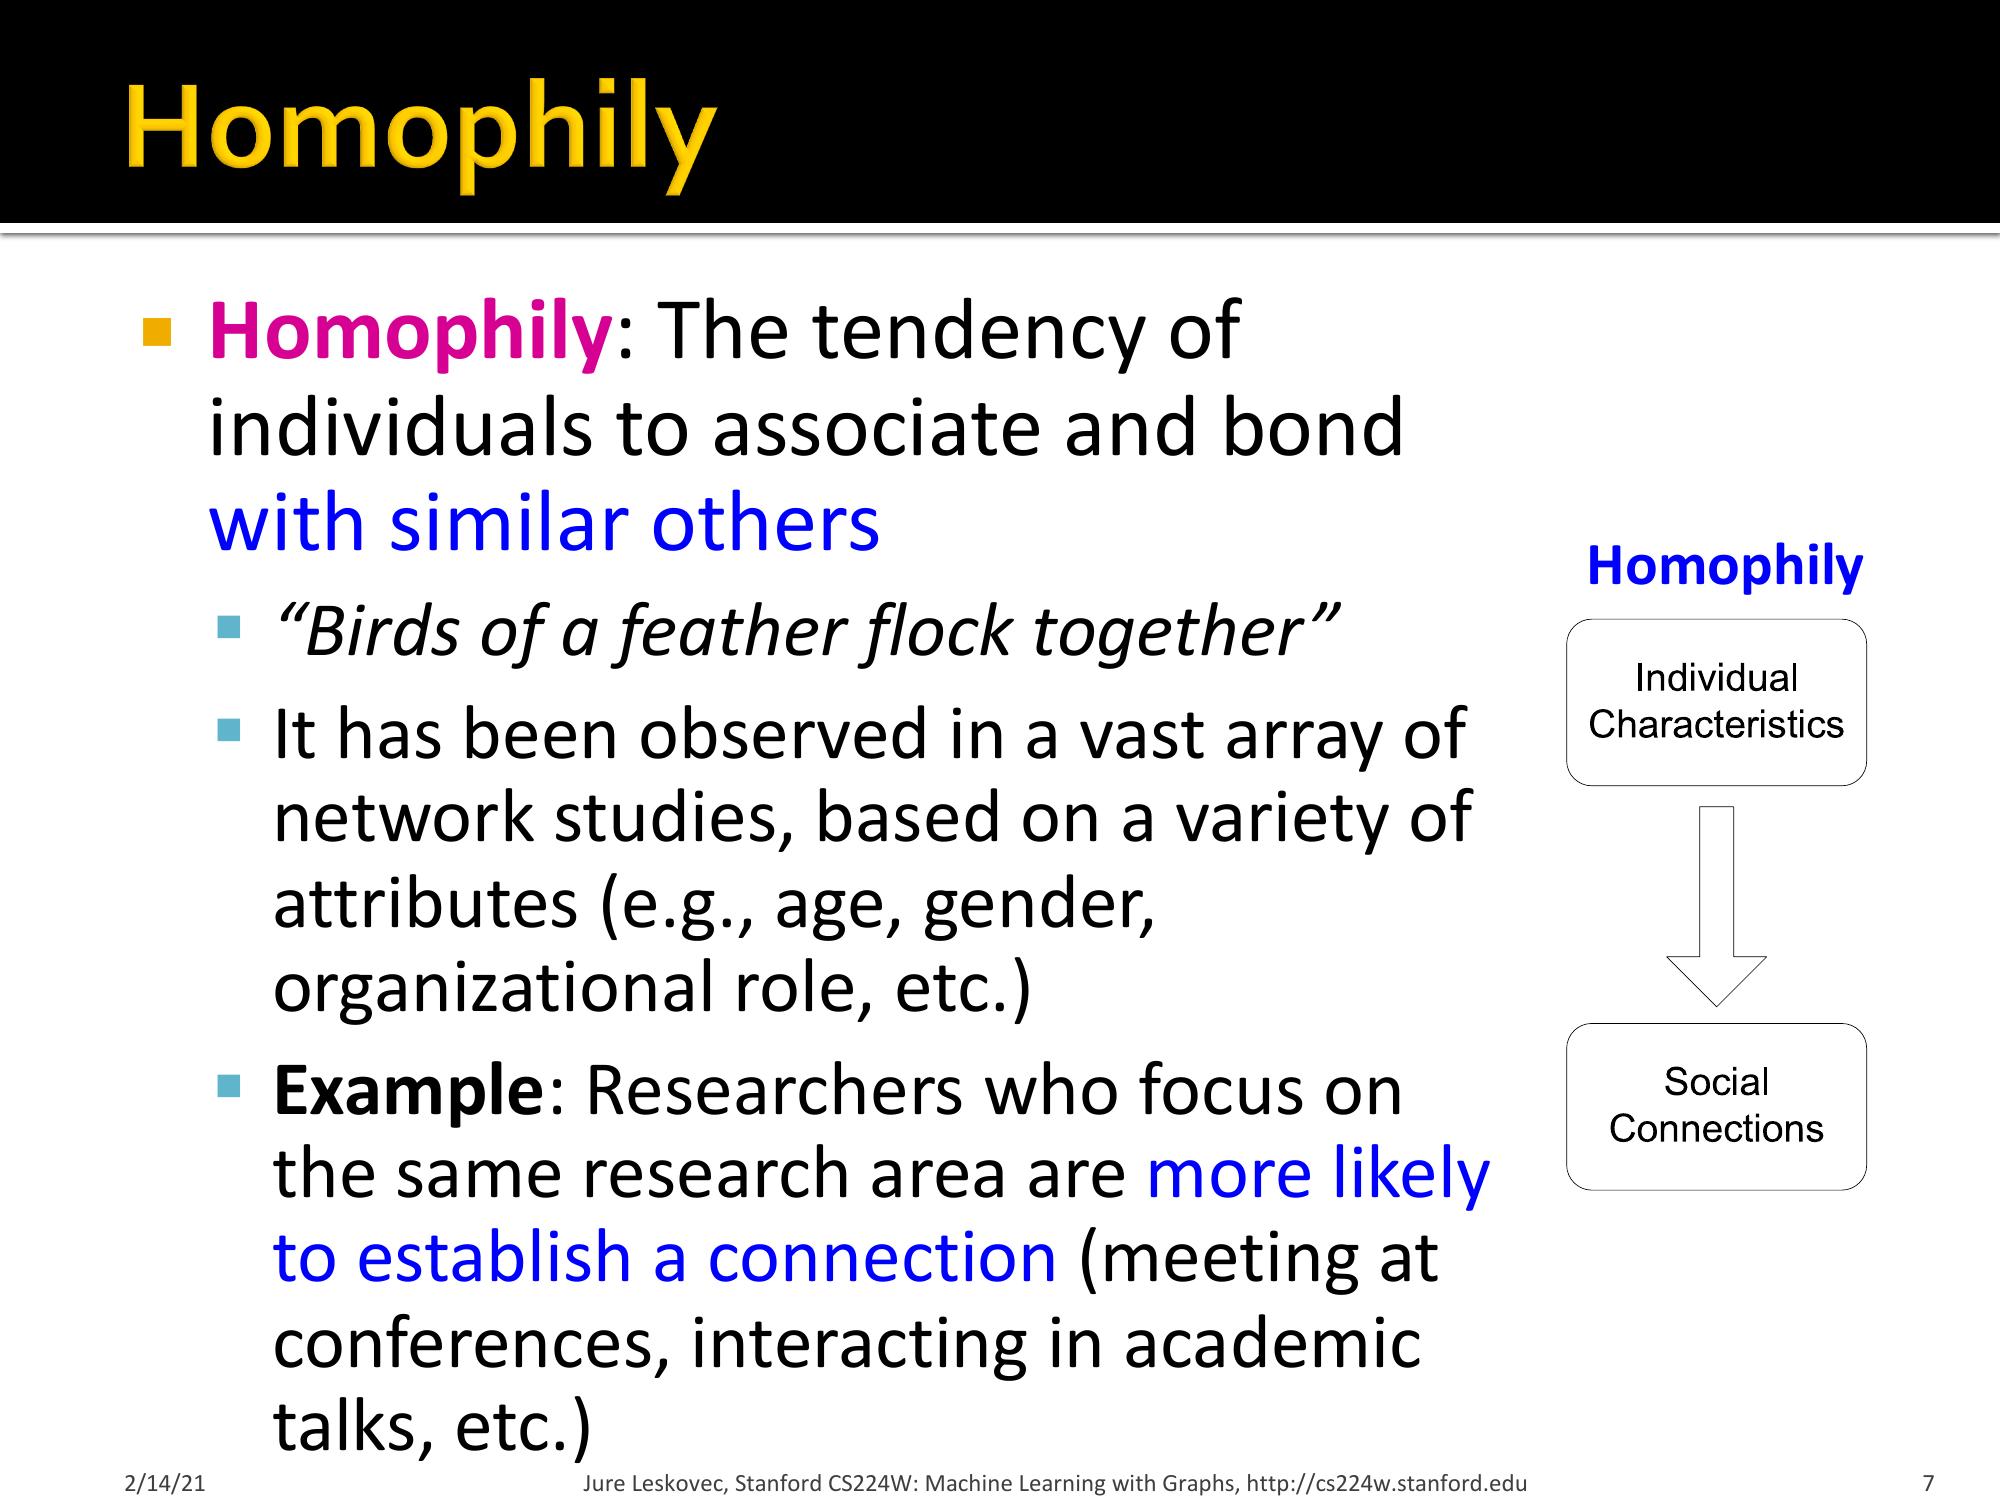 Homophily
Homophily: The tendency of
individuals to associate and bond
with similar others
“Birds of a feather flock together”
It has been observed in a vast array of
network studies, based on a variety of
attributes (e.g., age, gender,
organizational role, etc.)
Example: Researchers who focus on
the same research area are more likely
to establish a connection (meeting at
conferences, interacting in academic
talks, etc.)
Homophily
Individual
Characteristics
Social
Connections
2/14/21
Jure Leskovec, Stanford CS224W: Machine Learning with Graphs, http://cs224w.stanford.edu
7